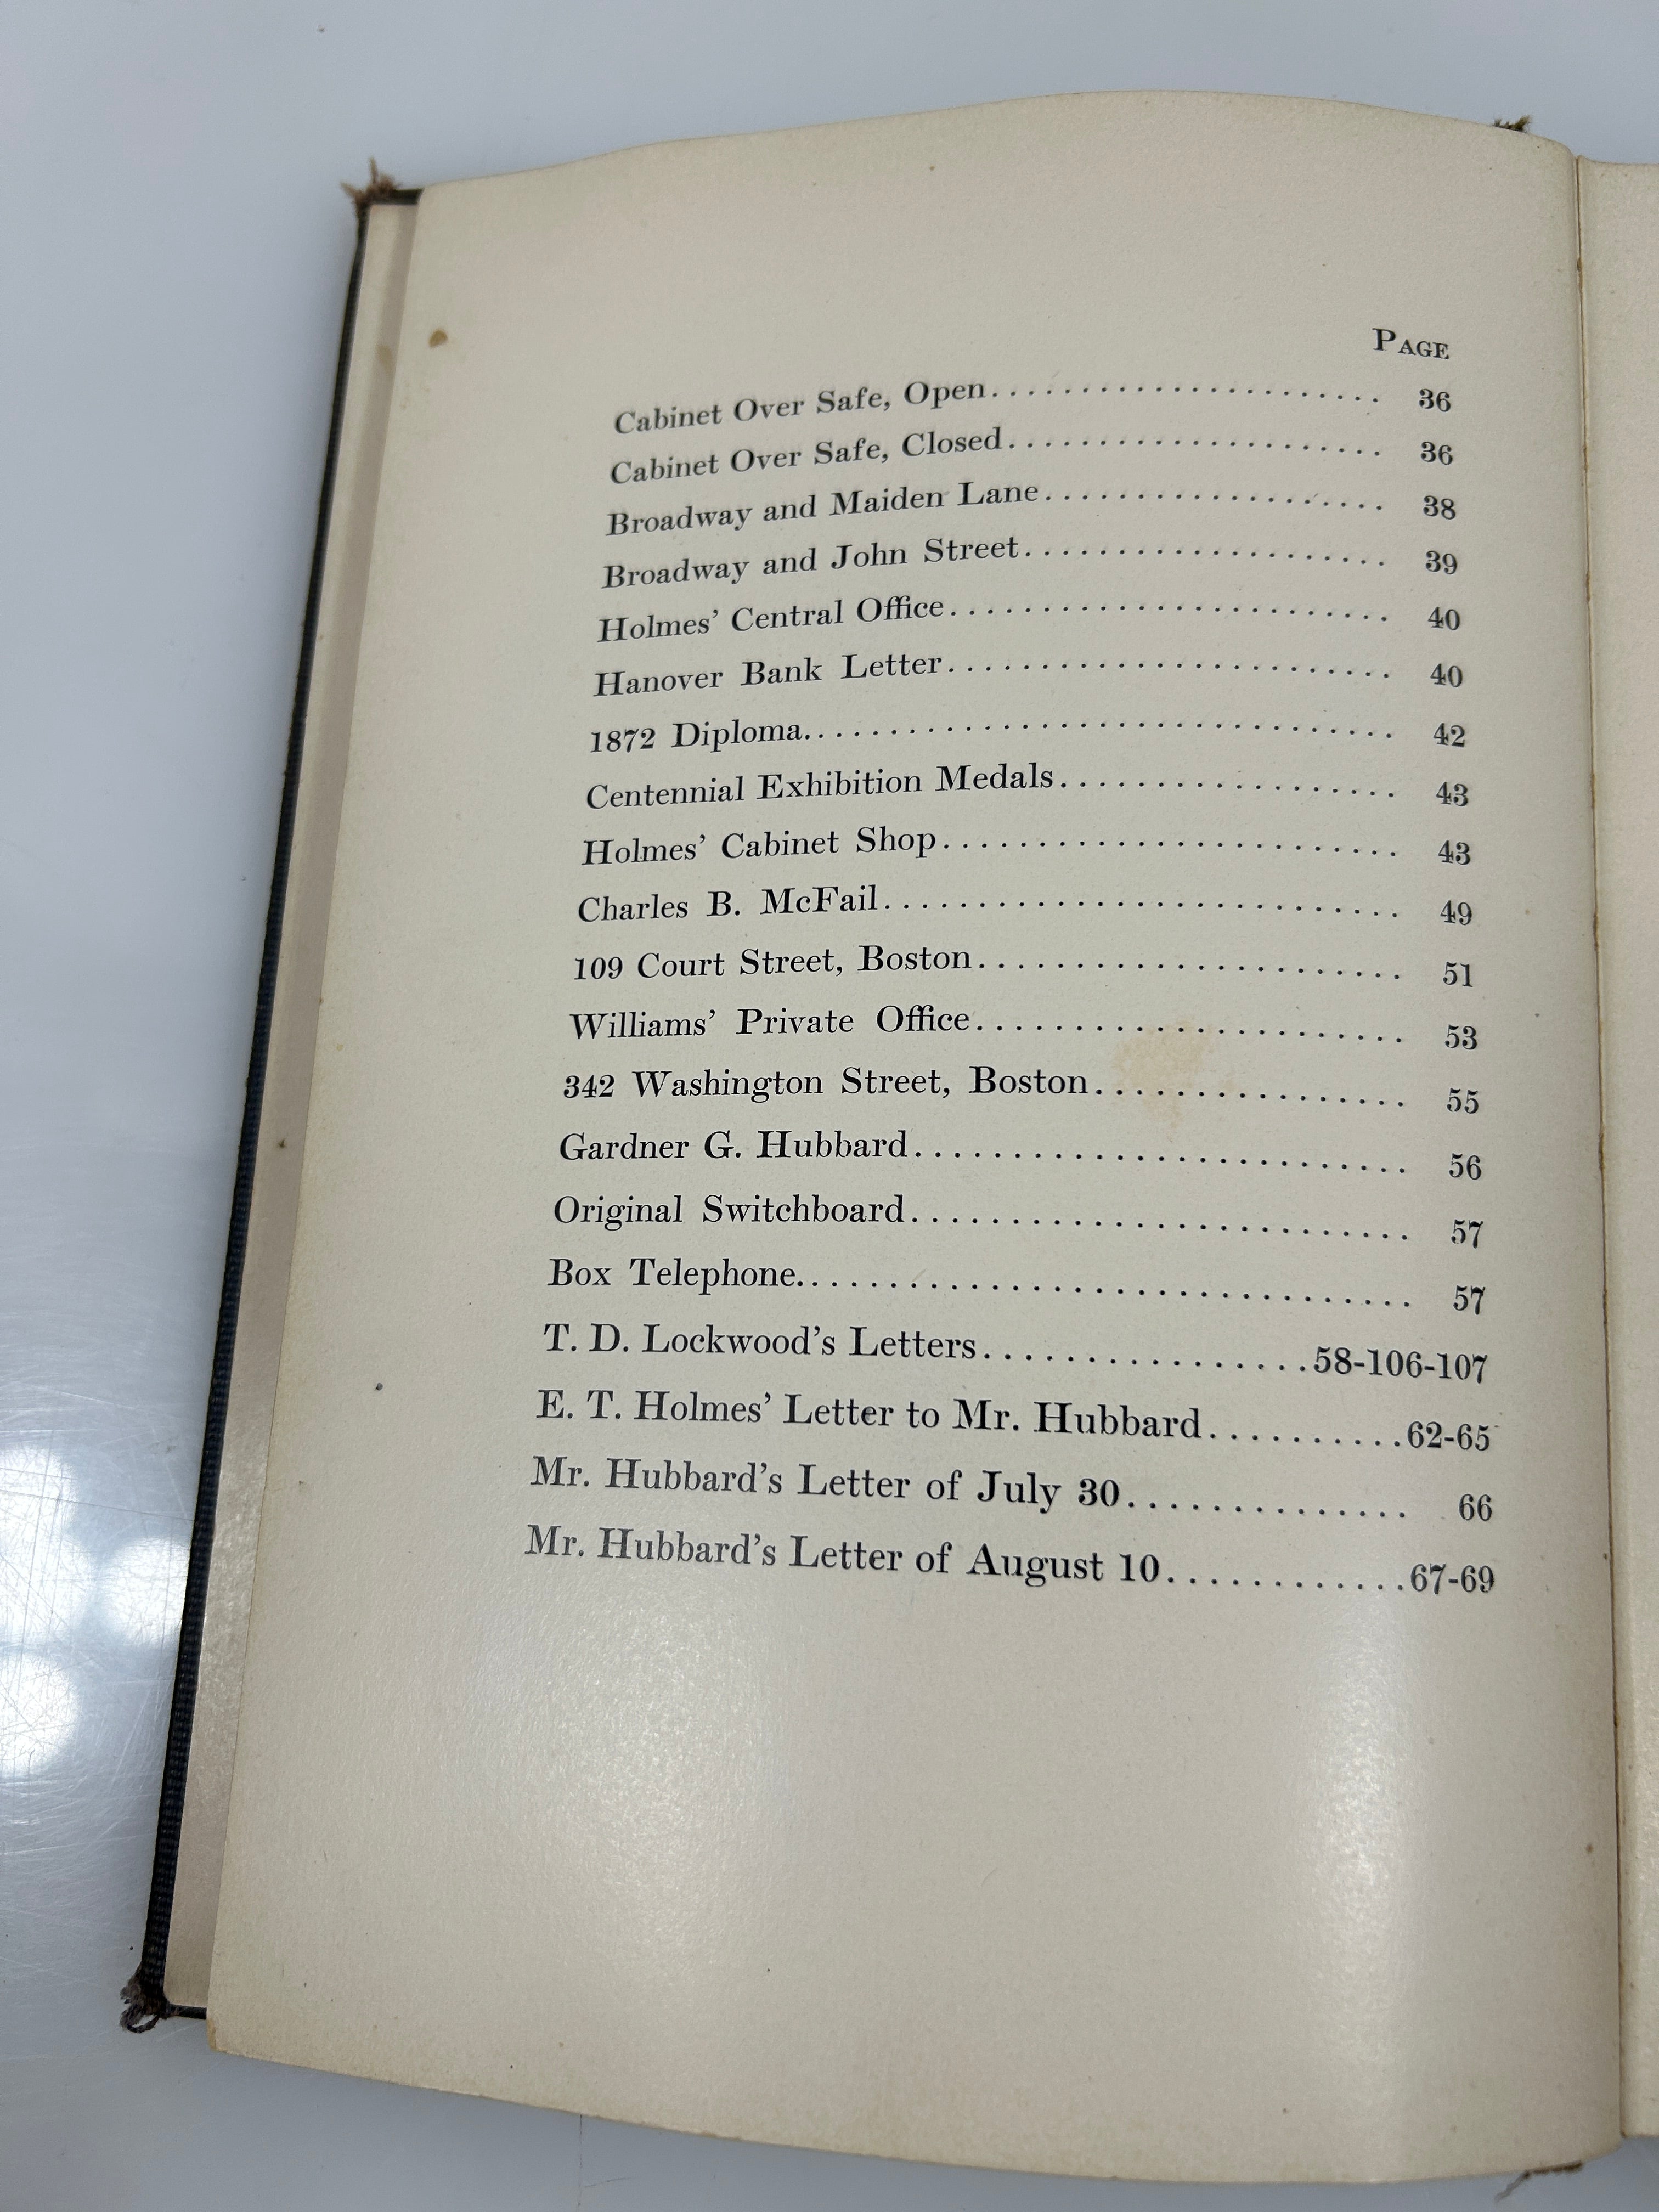 PAGE
Cabinet Over Safe, Open........................ 36
Cabinet Over Safe, Closed....................... 36
Broadway and Maiden Lane..................... 38
Broadway and John Street...................... 39
Holmes' Central Office.......................... 40
Hanover Bank Letter.......................... 40
1872 Diploma.................................. 42
Centennial Exhibition Medals................... 43
Holmes' Cabinet Shop.......................... 43
Charles B. McFail.............................. 49
109 Court Street, Boston........................ 51
Williams' Private Office........................ 53
342 Washington Street, Boston................. 55
Gardner G. Hubbard........................... 56
Original Switchboard........................... 57
Box Telephone................................. 57
T. D. Lockwood's Letters.................58-106-107
E. T. Holmes' Letter to Mr. Hubbard..........62-65
Mr. Hubbard's Letter of July 30.............. 66
Mr. Hubbard's Letter of August 10............67-69